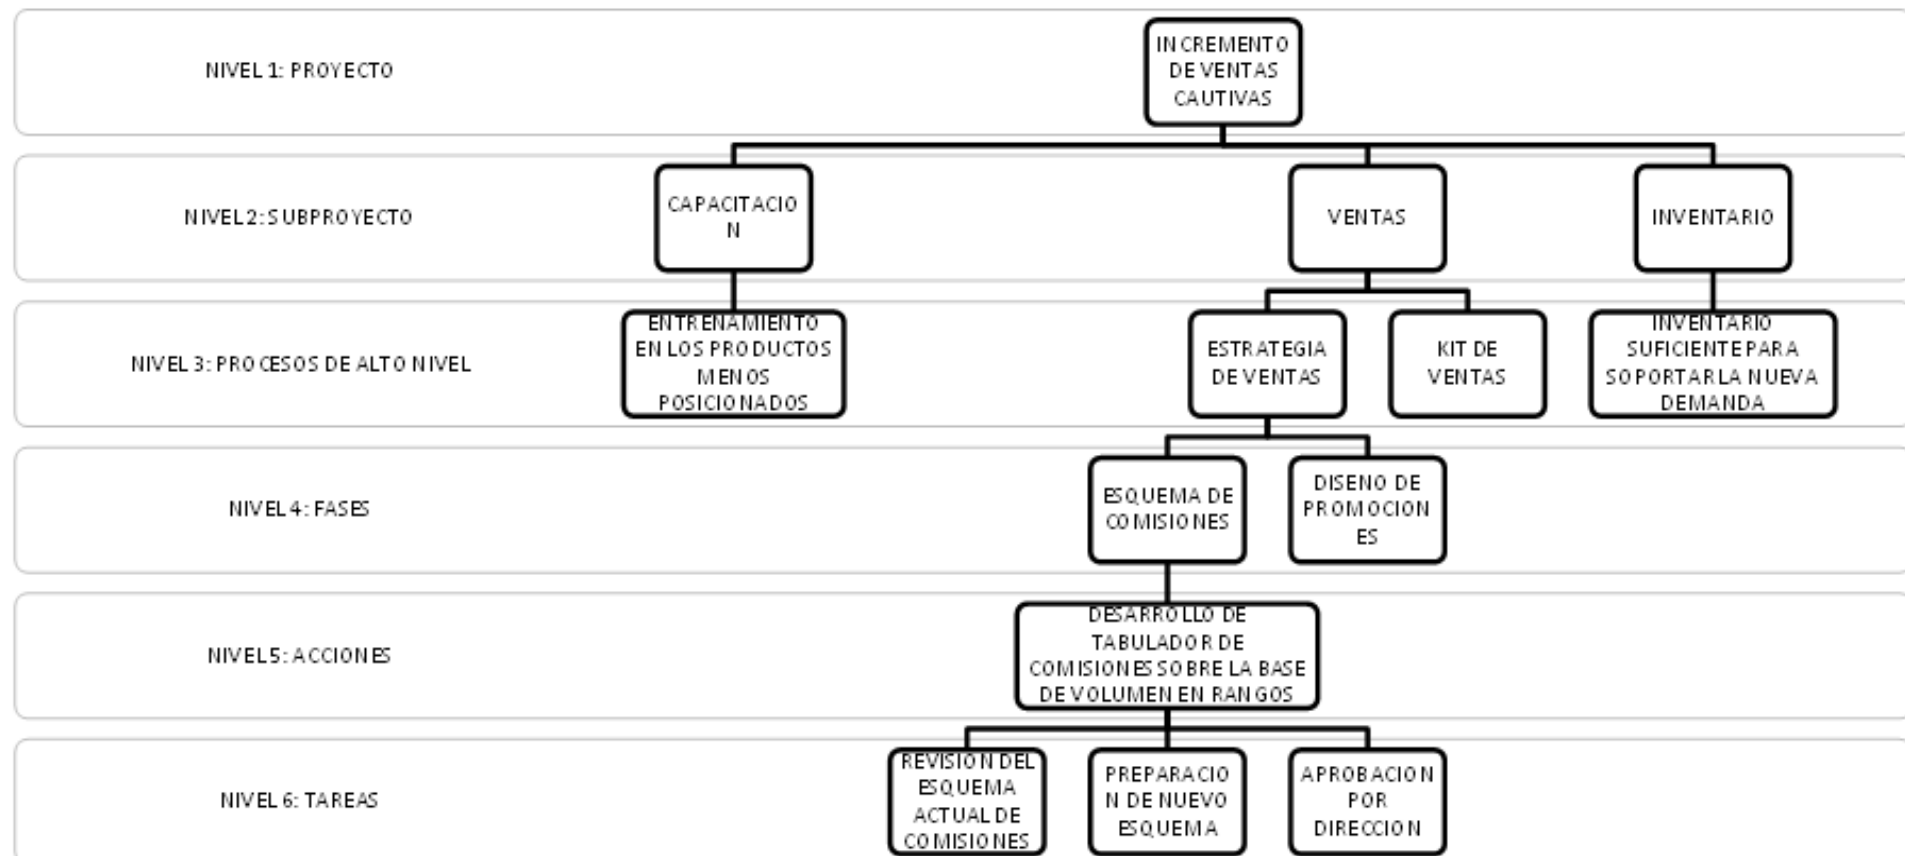 NIVEL 1: PROYECTO
INCREMENTO
DE VENTAS
CAUTIVAS
NIVEL 2: SUBPROYECTO
CAPACITACIO
N
VENTAS
INVENTARIO
NIVEL 3: PROCESOS DE ALTO NIVEL
ENTRENAMIENTO
EN LOS PRODUCTOS
MENOS
POSICIONADOS
ESTRATEGIA
DE VENTAS
KIT DE
VENTAS
INVENTARIO
SUFICIENTE PARA
SOPORTAR LA NUEVA
DEMANDA
NIVEL 4: FASES
ESQUEMA DE
COMISIONES
DISENO DE
PROMOCION
ES
NIVEL 5: ACCIONES
DESARROLLO DE
TABULADOR DE
COMISIONES SOBRE LA BASE
DE VOLUMEN EN RANGOS
NIVEL 6: TAREAS
REVISION DEL
ESQUEMA
ACTUAL DE
COMISIONES
PREPARACIO
N DE NUEVO
ESQUEMA
APROBACION
POR
DIRECCION